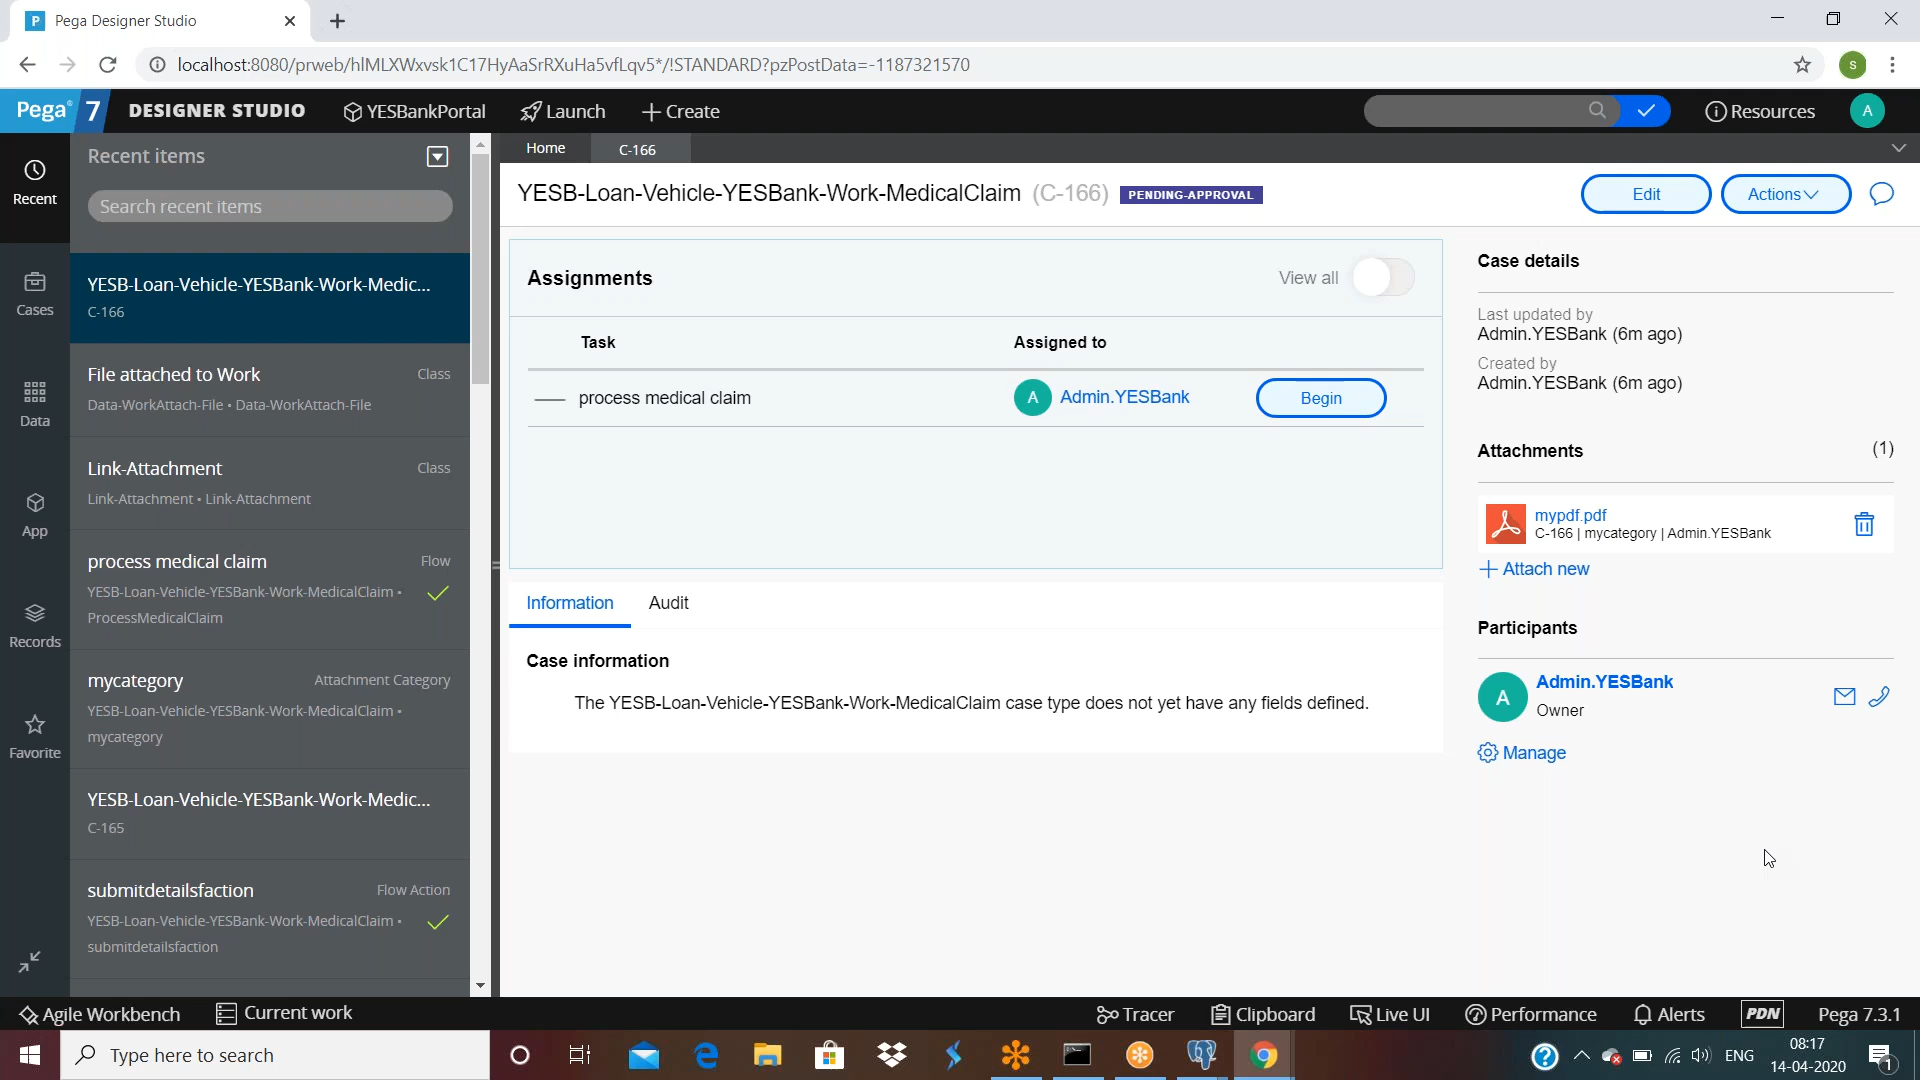 Pega Designer Studio
localhost:8080/prweb/hlMLXWxvsk1C17HyAaSrRXuHa5vfLqv5*/!STANDARD?pzPostData=-1187321570
s
Pega 7 DESIGNER STUDIO YESBankPortal Launch Create Resources A
Recent
Cases
Data
App
Records
Favorite
Recent items
Search recent items
YESB-Loan-Vehicle-YESBank-Work-Medic...
C-166
File attached to Work Class
Data-WorkAttach-File • Data-WorkAttach-File
Link-Attachment Class
Link-Attachment • Link-Attachment
process medical claim Flow
YESB-Loan-Vehicle-YESBank-Work-MedicalClaim •
ProcessMedicalClaim
mycategory Attachment Category
YESB-Loan-Vehicle-YESBank-Work-MedicalClaim •
mycategory
YESB-Loan-Vehicle-YESBank-Work-Medic...
C-165
submitdetailsfaction Flow Action
YESB-Loan-Vehicle-YESBank-Work-MedicalClaim •
submitdetailsfaction
Home C-166
YESB-Loan-Vehicle-YESBank-Work-MedicalClaim (C-166) PENDING-APPROVAL Edit Actions
Assignments View all
Task Assigned to
process medical claim A Admin.YESBank Begin
Information Audit
Case information
The YESB-Loan-Vehicle-YESBank-Work-MedicalClaim case type does not yet have any fields defined.
Case details
Last updated by
Admin.YESBank (6m ago)
Created by
Admin.YESBank (6m ago)
Attachments (1)
mypdf.pdf
C-166 | mycategory | Admin.YESBank
Attach new
Participants
A Admin.YESBank
Owner
Manage
Agile Workbench Current work Tracer Clipboard Live UI Performance Alerts PDN Pega 7.3.1
Type here to search
ENG
08:17
14-04-2020
1